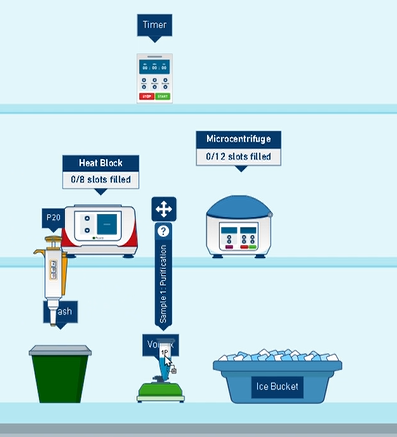 Timer
STOP START
Microcentrifuge
0/12 slots filled
Heat Block
0/8 slots filled
P20
?
Sample 1: Purification
ash
Vo
Ice Bucket